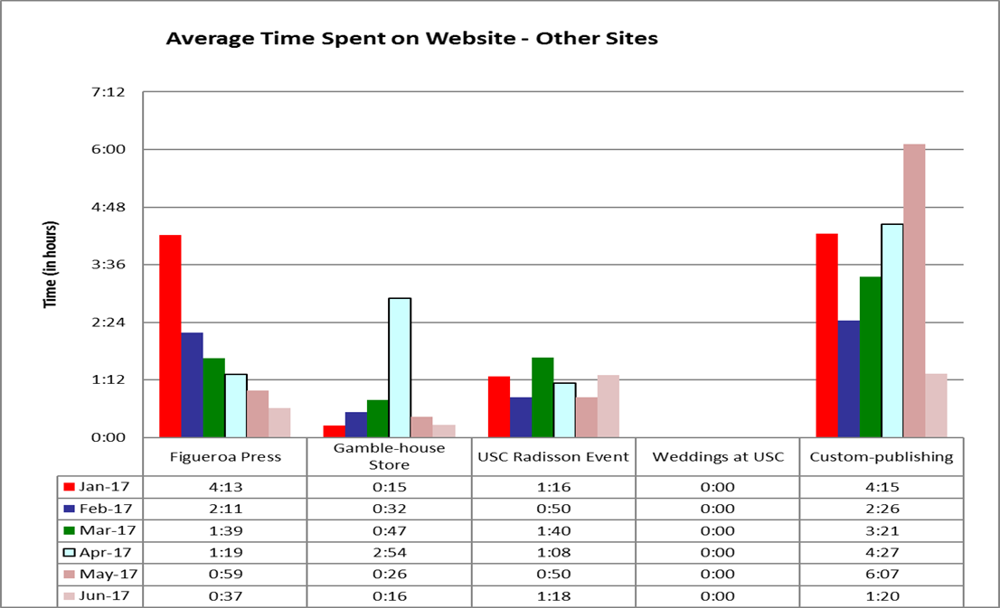 Average Time Spent on Website - Other Sites
7:12
6:00
4:48
3:36
2:24
1:12
0:00
Time (in hours)
Figueroa Press Gamble-house Store USC Radisson Event Weddings at USC Custom-publishing
Jan-17 4:13 0:15 1:16 0:00 4:15
Feb-17 2:11 0:32 0:50 0:00 2:26
Mar-17 1:39 0:47 1:40 0:00 3:21
Apr-17 1:19 2:54 1:08 0:00 4:27
May-17 0:59 0:26 0:50 0:00 6:07
Jun-17 0:37 0:16 1:18 0:00 1:20